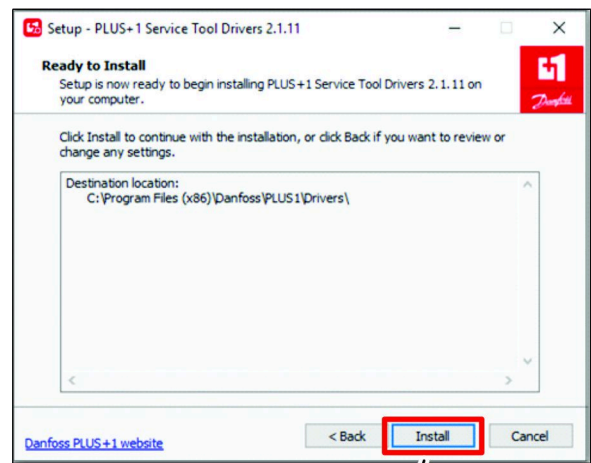 Setup - PLUS+1 Service Tool Drivers 2.1.11
Ready to Install
Setup is now ready to begin installing PLUS+1 Service Tool Drivers 2.1.11 on
your computer.
Danfoss
Click Install to continue with the installation, or click Back if you want to review or
change any settings.
Destination location:
C:\Program Files (x86)\Danfoss\PLUS1\Drivers\
Danfoss PLUS+1 website
< Back
Install
Cancel